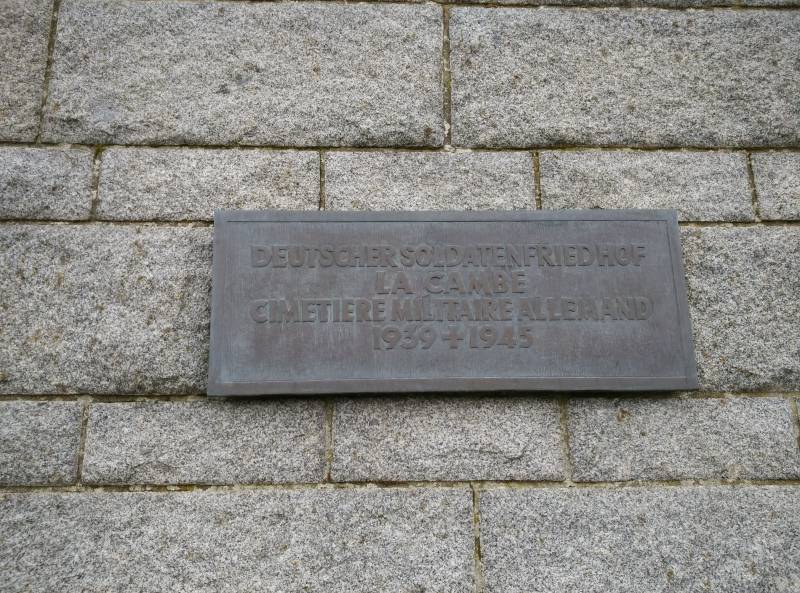 DEUTSCHER SOLDATENFRIEDHOF
LA CAMBE
CIMETIERE MILITAIRE ALLEMAND
1939 + 1945